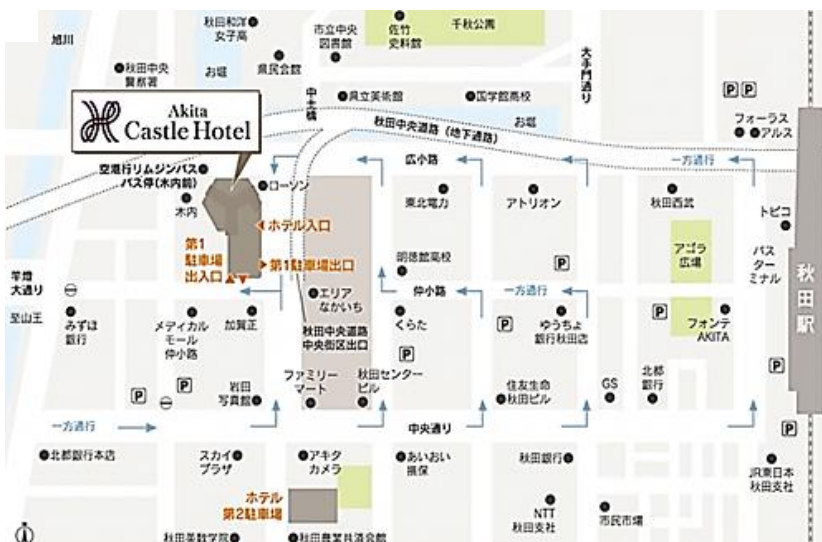 旭川
秋田和洋
女子高
市立中央
図書館
佐竹
史料館
千秋公園
秋田中央
警察署
お堀
県民会館
中土橋
県立美術館
国学館高校
大手門通り
お堀
P P
フォーラス
アルス
Akita
Castle Hotel
秋田中央道路(地下通路)
空港行リムジンバス
バス停(木内前)
ローソン
広小路
一方通行
木内
ホテル入口
東北電力
アトリオン
秋田西武
トピコ
第1
駐車場
出入口
第1駐車場出口
明徳館高校
P
アゴラ
広場
バス
ターミナル
秋田駅
竿燈
大通り
至山王
エリア
なかいち
仲小路
一方通行
みずほ
銀行
メディカル
モール
仲小路
加賀正
秋田中央道路
中央街区出口
くらた
P
P
ゆうちょ
銀行秋田店
P
フォンテ
AKITA
P
P
岩田
写真館
ファミリー
マート
秋田センター
ビル
住友生命
秋田ビル
GS
北都
銀行
P
一方通行
中央通り
P
北都銀行本店
スカイ
プラザ
アキタ
カメラ
あいおい
損保
秋田銀行
JR東日本
秋田支社
ホテル
第2駐車場
NTT
秋田支社
市民市場
秋田美数学院
秋田農業共済会館